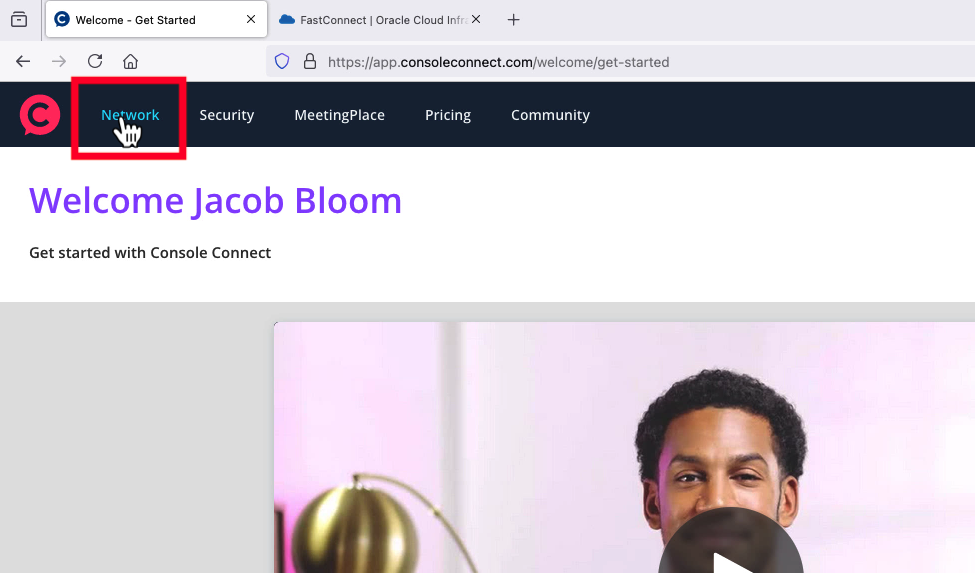 Welcome - Get Started
FastConnect | Oracle Cloud Infra
https://app.consoleconnect.com/welcome/get-started
Network Security MeetingPlace Pricing Community
Welcome Jacob Bloom
Get started with Console Connect